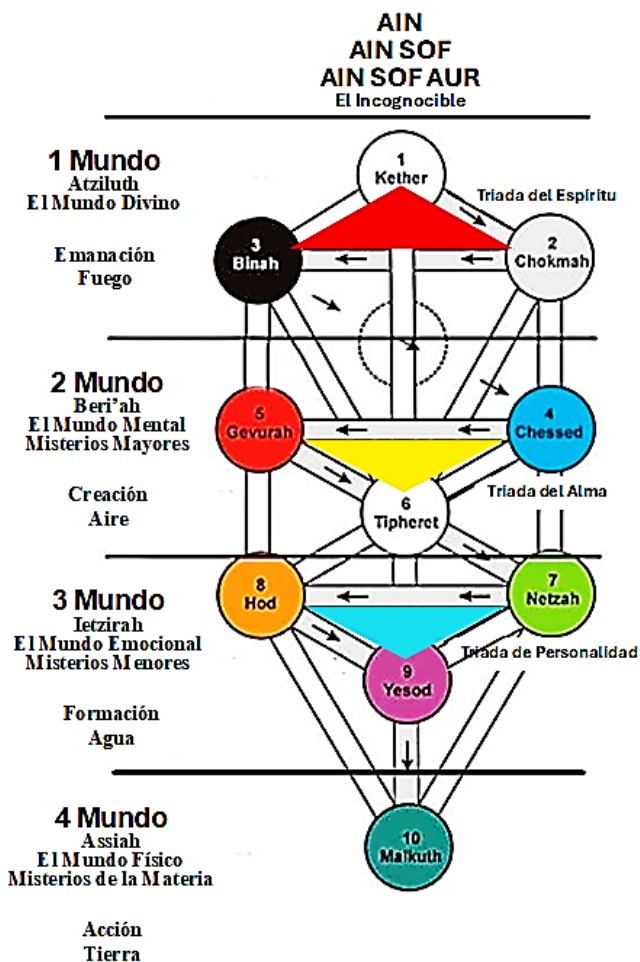 AIN
AIN SOF
AIN SOF AUR
El Incognocible
1 Mundo
Atziluth
El Mundo Divino
Emanación
Fuego
1
Kether
Tríada del Espíritu
3
Binah
2
Chokmah
2 Mundo
Beri'ah
El Mundo Mental
Misterios Mayores
Creación
Aire
5
Gevurah
4
Chessed
6
Tipheret
Tríada del Alma
3 Mundo
Ietzirah
El Mundo Emocional
Misterios Menores
Formación
Agua
8
Hod
7
Netzah
Tríada de Personalidad
9
Yesod
4 Mundo
Assiah
El Mundo Físico
Misterios de la Materia
Acción
Tierra
10
Malkuth